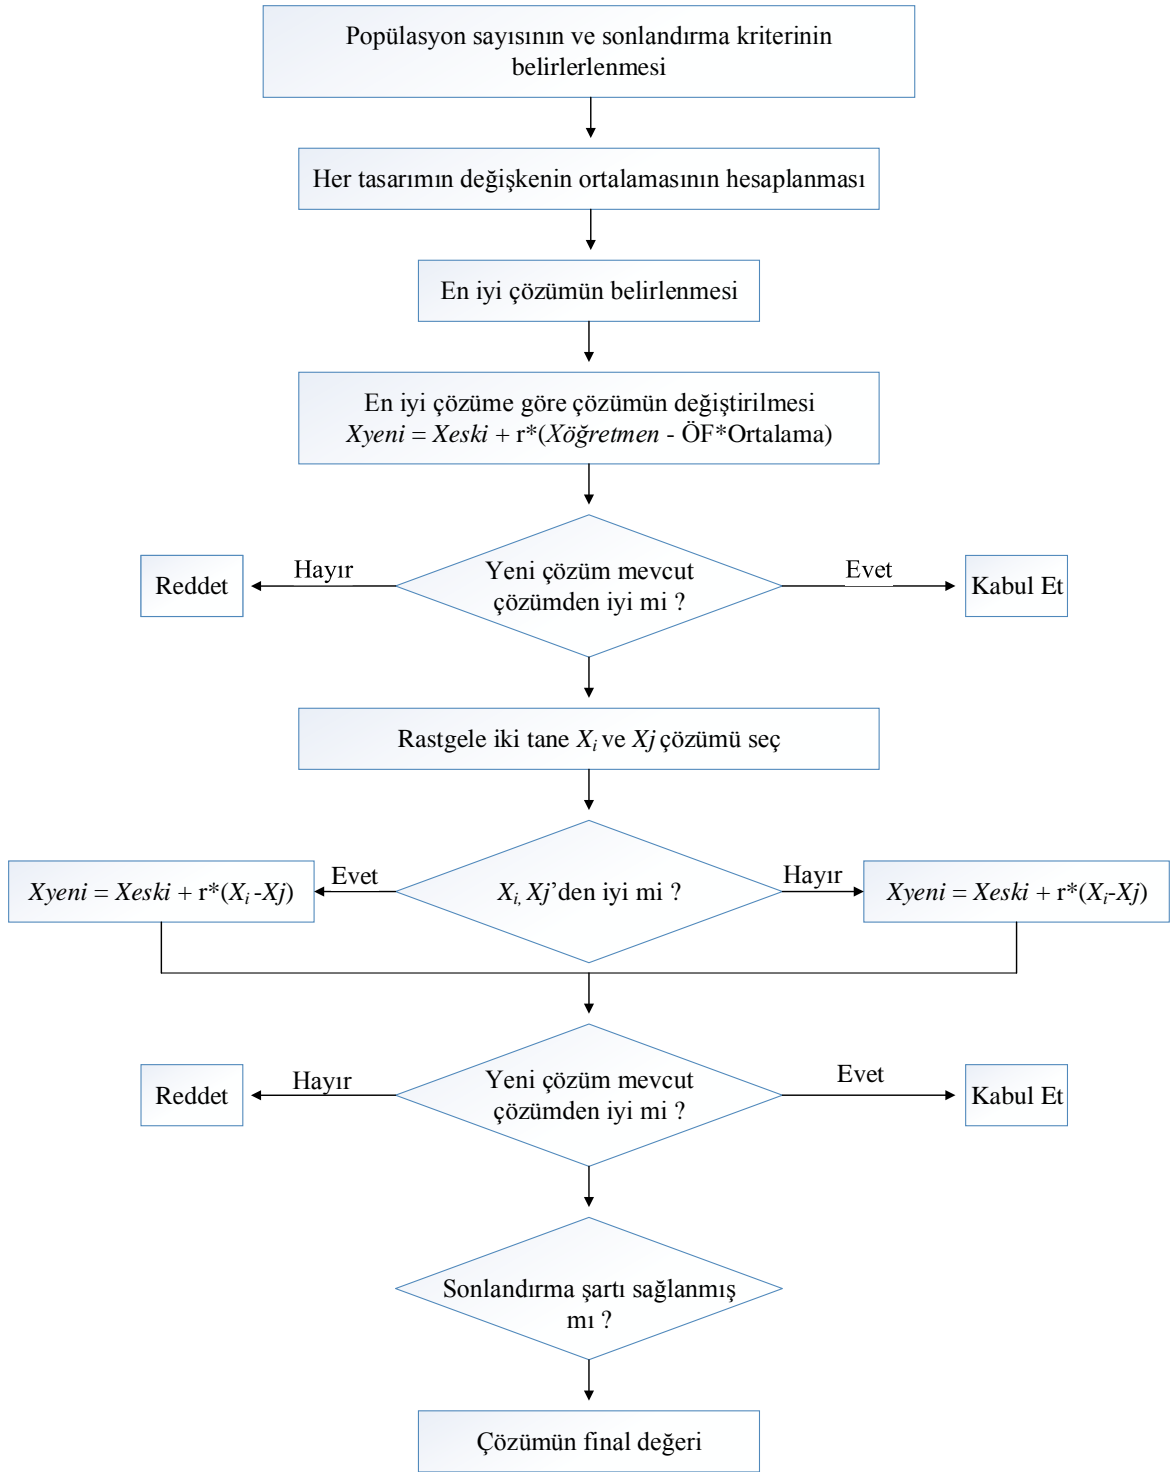 Popülasyon sayısının ve sonlandırma kriterinin
belirlerlenmesi
Her tasarımın değişkenin ortalamasının hesaplanması
En iyi çözümün belirlenmesi
En iyi çözüme göre çözümün değiştirilmesi
Xyeni = Xeski + r*(Xöğretmen - ÖF*Ortalama)
Reddet
Hayır
Yeni çözüm mevcut
çözümden iyi mi ?
Evet
Kabul Et
Rastgele iki tane Xi ve Xj çözümü seç
Xyeni = Xeski + r*(Xi -Xj)
Evet
Xi, Xj’den iyi mi ?
Hayır
Xyeni = Xeski + r*(Xi-Xj)
Reddet
Hayır
Yeni çözüm mevcut
çözümden iyi mi ?
Evet
Kabul Et
Sonlandırma şartı sağlanmış
mı ?
Çözümün final değeri